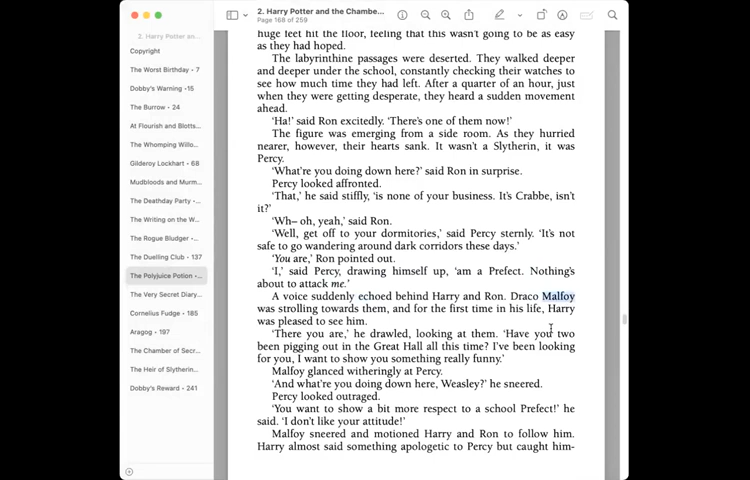 2. Harry Potter and the Chambe...
Page 168 of 259
2. Harry Potter an...
Copyright
The Worst Birthday • 7
Dobby's Warning •15
The Burrow • 24
At Flourish and Blotts...
The Whomping Willo...
Gilderoy Lockhart • 68
Mudbloods and Murm...
The Deathday Party •...
The Writing on the W...
The Rogue Bludger •...
The Duelling Club • 137
The Polyjuice Potion •...
The Very Secret Diary...
Cornelius Fudge • 185
Aragog • 197
The Chamber of Secr...
The Heir of Slytherin...
Dobby's Reward • 241
huge feet hit the floor, feeling that this wasn't going to be as easy
as they had hoped.
The labyrinthine passages were deserted. They walked deeper
and deeper under the school, constantly checking their watches to
see how much time they had left. After a quarter of an hour, just
when they were getting desperate, they heard a sudden movement
ahead.
'Ha!' said Ron excitedly. 'There's one of them now!'
The figure was emerging from a side room. As they hurried
nearer, however, their hearts sank. It wasn't a Slytherin, it was
Percy.
'What're you doing down here?' said Ron in surprise.
Percy looked affronted.
'That,' he said stiffly, 'is none of your business. It's Crabbe, isn't
it?'
'Wh– oh, yeah,' said Ron.
'Well, get off to your dormitories,' said Percy sternly. 'It's not
safe to go wandering around dark corridors these days.'
'You are,' Ron pointed out.
'I,' said Percy, drawing himself up, 'am a Prefect. Nothing's
about to attack me.'
A voice suddenly echoed behind Harry and Ron. Draco Malfoy
was strolling towards them, and for the first time in his life, Harry
was pleased to see him.
'There you are,' he drawled, looking at them. 'Have you two
been pigging out in the Great Hall all this time? I've been looking
for you, I want to show you something really funny.'
Malfoy glanced witheringly at Percy.
'And what're you doing down here, Weasley?' he sneered.
Percy looked outraged.
'You want to show a bit more respect to a school Prefect!' he
said. 'I don't like your attitude!'
Malfoy sneered and motioned Harry and Ron to follow him.
Harry almost said something apologetic to Percy but caught him-